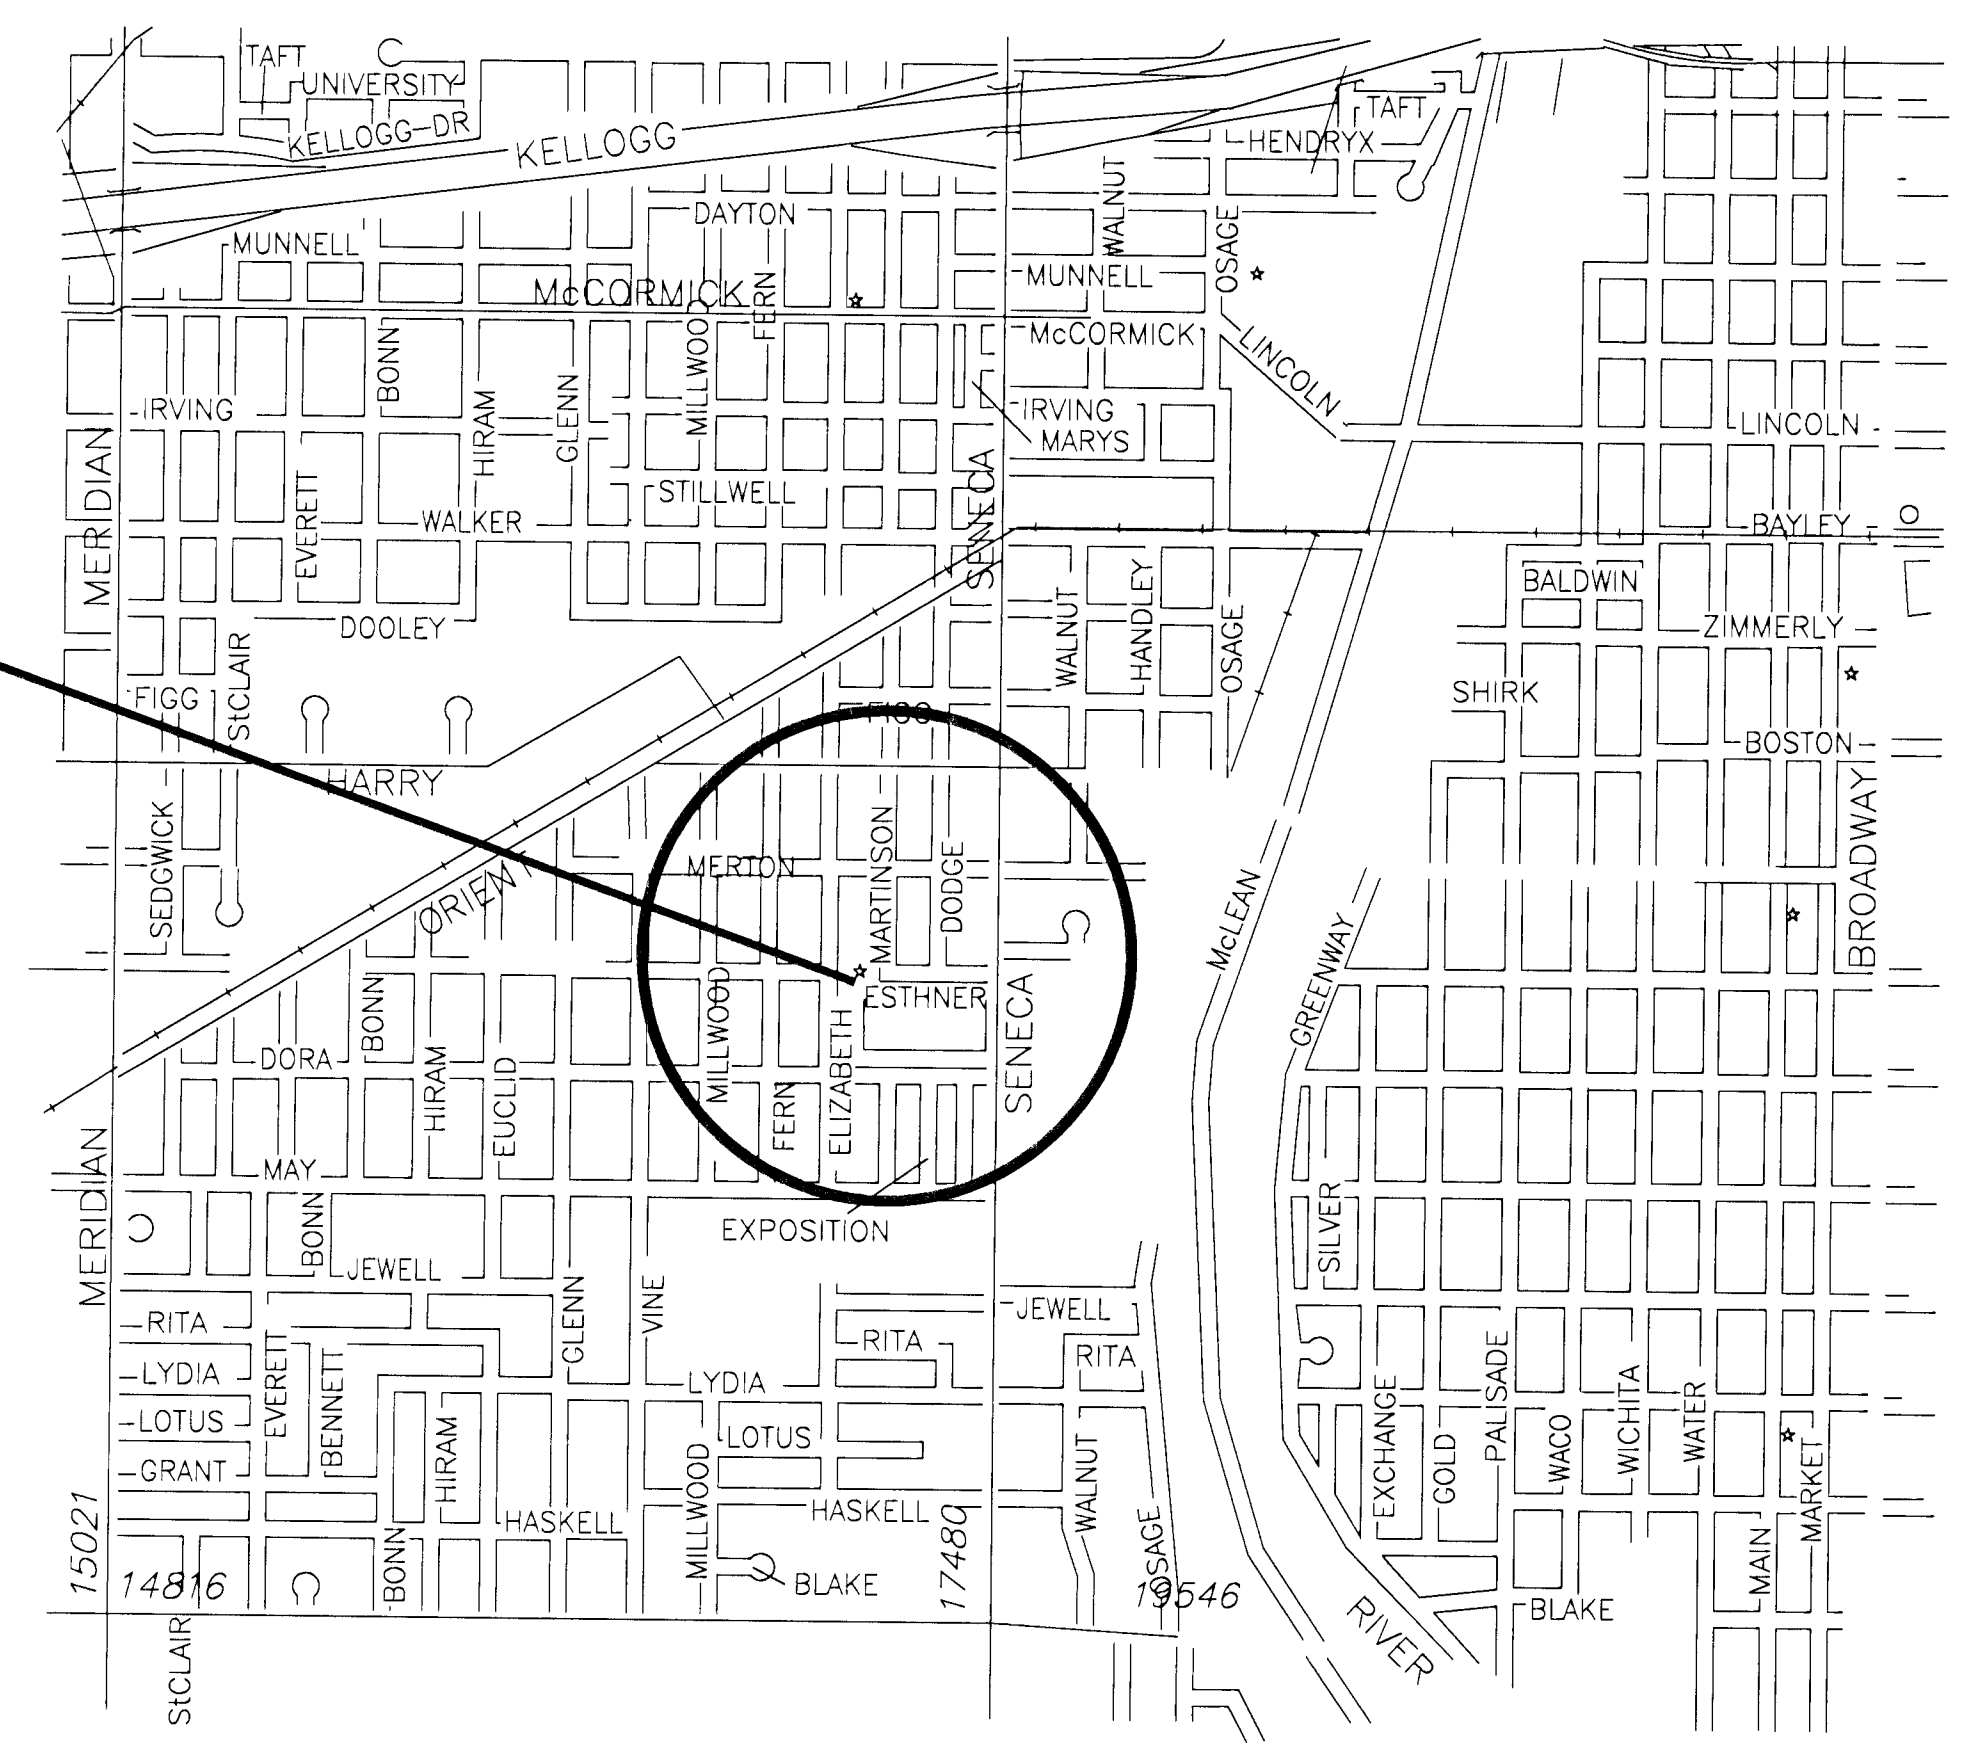 TAFT
C
UNIVERSITY
KELLOGG-DR
KELLOGG
TAFT
HENDRYX
WALNUT
DAYTON
OSAGE
MUNNELL
MUNNELL
McCORMICK
FERN
McCORMICK
MILLWOOD
BONN
LINCOLN
IRVING
HIRAM
GLENN
IRVING
MARYS
LINCOLN
MERIDIAN
SENECA
STILLWELL
EVERETT
WALKER
BAYLEY
O
BALDWIN
WALNUT
HANDLEY
OSAGE
DOOLEY
ZIMMERLY
StCLAIR
FIGG
SHIRK
FIGG
BOSTON
HARRY
BROADWAY
SEDGWICK
MARTINSON
MERTON
DODGE
ORIENT
McLEAN
GREENWAY
ESTHNER
BONN
MILLWOOD
SENECA
ELIZABETH
DORA
HIRAM
EUCLID
FERN
MERIDIAN
MAY
BONN
EXPOSITION
SILVER
JEWELL
GLENN
VINE
JEWELL
RITA
RITA
RITA
EVERETT
BENNETT
LYDIA
LYDIA
PALISADE
EXCHANGE
WICHITA
WATER
LOTUS
LOTUS
HIRAM
GOLD
WACO
GRANT
MILLWOOD
WALNUT
MARKET
HASKELL
HASKELL
OSAGE
MAIN
15021
14816
BONN
BLAKE
17480
19546
BLAKE
RIVER
StCLAIR